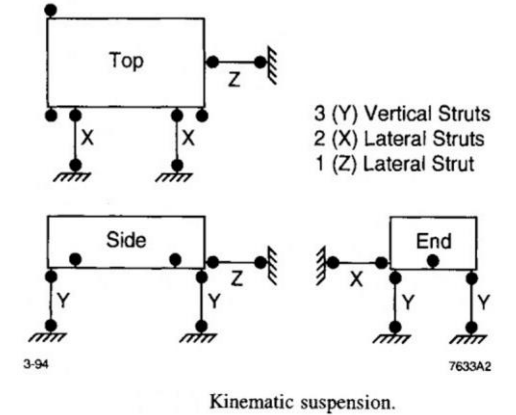 Top
Z
X
X
3 (Y) Vertical Struts
2 (X) Lateral Struts
1 (Z) Lateral Strut
Side
Z
Y
Y
End
X
Y
Y
3-94
7633A2
Kinematic suspension.